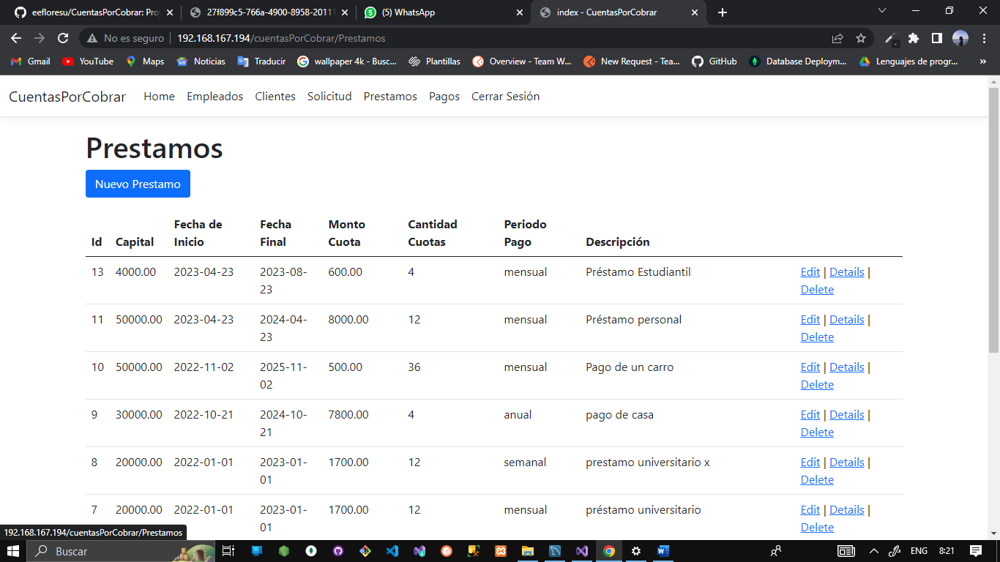 eefloresu/CuentasPorCobrar: Pro
27f899c5-766a-4900-8958-20111
(5) WhatsApp
index - CuentasPorCobrar
No es seguro
192.168.167.194/cuentasPorCobrar/Prestamos
Gmail
YouTube
Maps
Noticias
Traducir
wallpaper 4k - Busc...
Plantillas
Overview - Team W...
New Request - Tea...
GitHub
Database Deploym...
Lenguajes de progr...
»
CuentasPorCobrar Home Empleados Clientes Solicitud Prestamos Pagos Cerrar Sesión
Prestamos
Nuevo Prestamo
Id Capital Fecha de Inicio Fecha Final Monto Cuota Cantidad Cuotas Periodo Pago Descripción
13 4000.00 2023-04-23 2023-08-23 600.00 4 mensual Préstamo Estudiantil Edit | Details | Delete
11 50000.00 2023-04-23 2024-04-23 8000.00 12 mensual Préstamo personal Edit | Details | Delete
10 50000.00 2022-11-02 2025-11-02 500.00 36 mensual Pago de un carro Edit | Details | Delete
9 30000.00 2022-10-21 2024-10-21 7800.00 4 anual pago de casa Edit | Details | Delete
8 20000.00 2022-01-01 2023-01-01 1700.00 12 semanal prestamo universitario x Edit | Details | Delete
7 20000.00 2022-01-01 2023-01-01 1700.00 12 mensual préstamo universitario Edit | Details | Delete
192.168.167.194/cuentasPorCobrar/Prestamos
Buscar
ENG
8:21